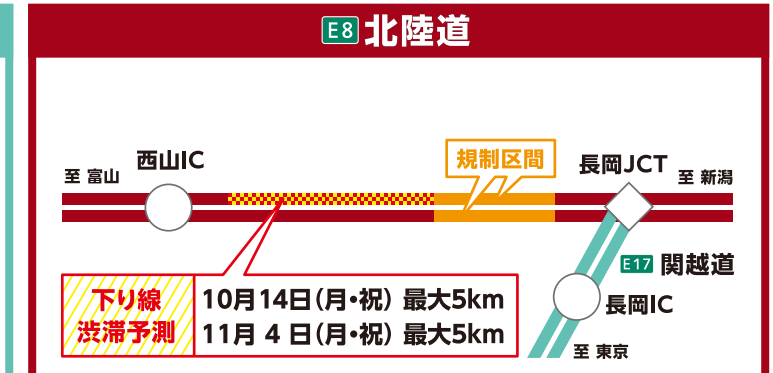 E8 北陸道
規制区間
西山IC
長岡JCT
至 富山
至 新潟
E17 関越道
下り線
渋滞予測
10月14日(月・祝) 最大5km
11月 4 日(月・祝) 最大5km
長岡IC
至 東京